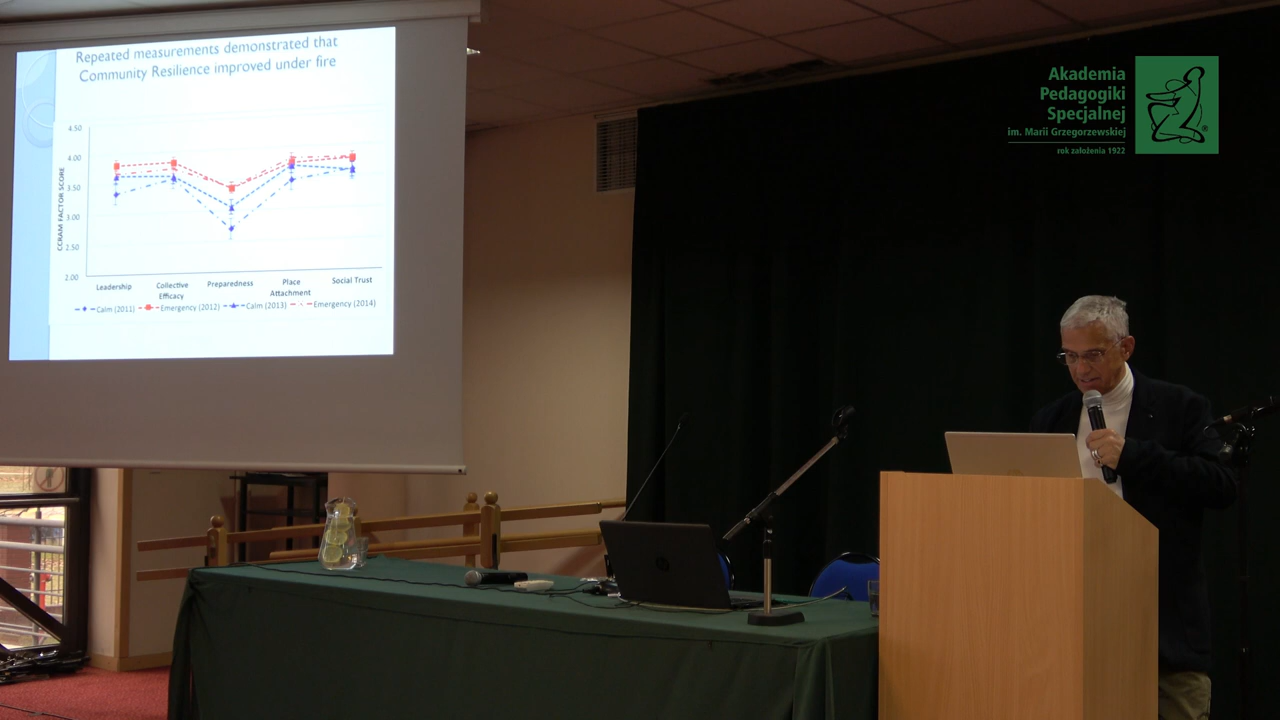 Repeated measurements demonstrated that
Community Resilience improved under fire
CCRAM FACTOR SCORE
4.50
4.00
3.50
3.00
2.50
2.00
Leadership
Collective
Efficacy
Preparedness
Place
Attachment
Social Trust
Calm (2011)
Emergency (2012)
Calm (2013)
Emergency (2014)
Akademia
Pedagogiki
Specjalnej
im. Marii Grzegorzewskiej
rok założenia 1922
®